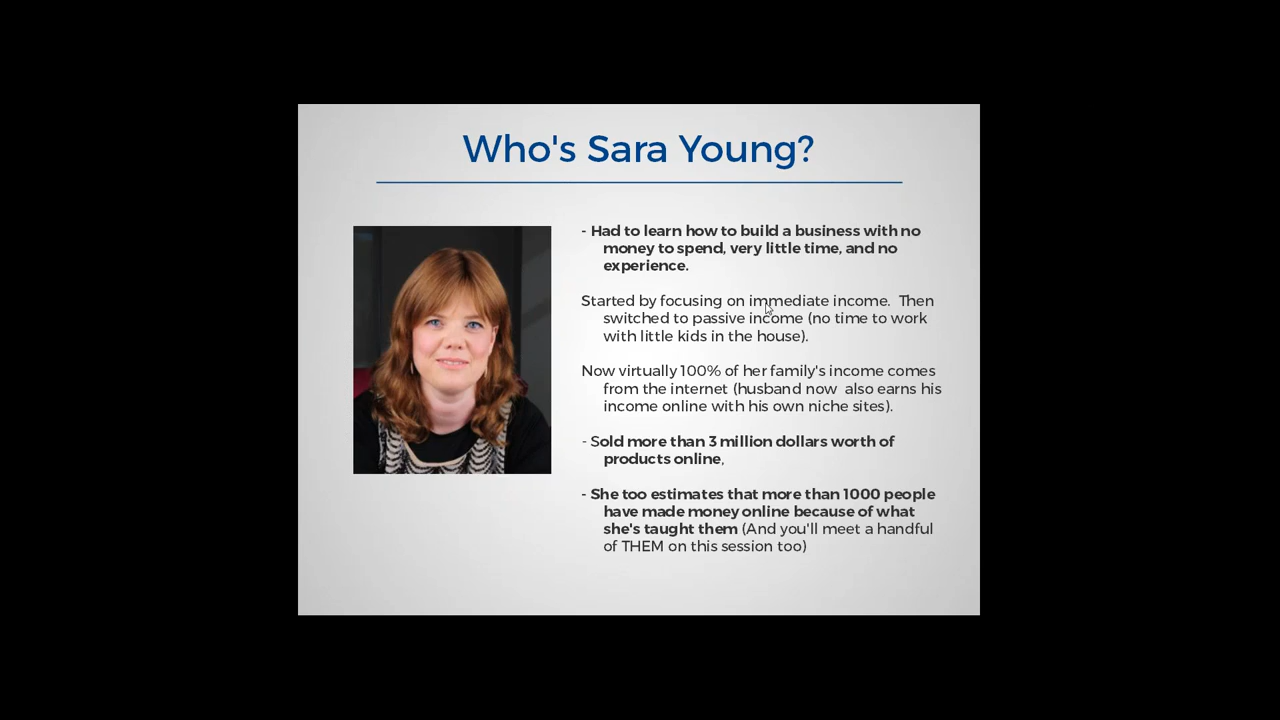 Who's Sara Young?
- Had to learn how to build a business with no
money to spend, very little time, and no
experience.
Started by focusing on immediate income.  Then
switched to passive income (no time to work
with little kids in the house).
Now virtually 100% of her family's income comes
from the internet (husband now  also earns his
income online with his own niche sites).
- Sold more than 3 million dollars worth of
products online,
- She too estimates that more than 1000 people
have made money online because of what
she's taught them (And you'll meet a handful
of THEM on this session too)